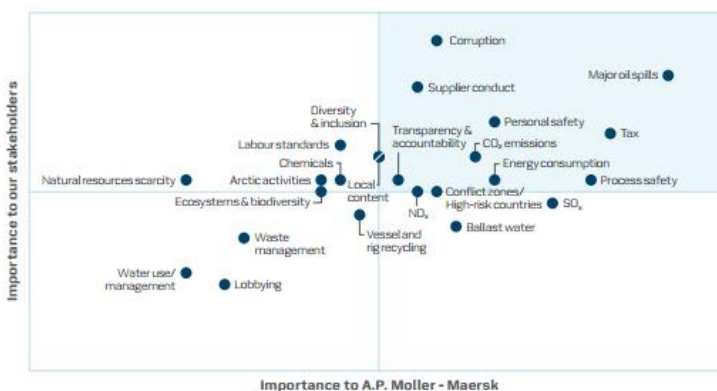 Importance to our stakeholders
Corruption
Major oil spills
Supplier conduct
Diversity
& inclusion
Personal safety
Transparency &
accountability
Tax
Labour standards
CO₂ emissions
Chemicals
Energy consumption
Natural resources scarcity
Arctic activities
Local
content
Process safety
Ecosystems & biodiversity
NOₓ
Conflict zones/
High-risk countries
SOₓ
Vessel and
rig recycling
Ballast water
Waste
management
Water use/
management
Lobbying
Importance to A.P. Moller - Maersk